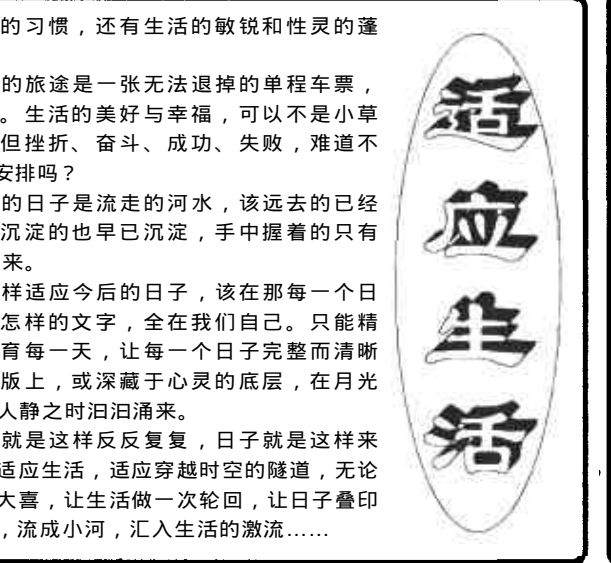 的习惯，还有生活的敏锐和性灵的蓬
的旅途是一张无法退掉的单程车票，
。生活的美好与幸福，可以不是小草
但挫折、奋斗、成功、失败，难道不
安排吗？
的日子是流走的河水，该远去的已经
沉淀的也早已沉淀，手中握着的只有
来。
样适应今后的日子，该在那每一个日
怎样的文字，全在我们自己。只能精
育每一天，让每一个日子完整而清晰
版上，或深藏于心灵的底层，在月光
人静之时汩汩涌来。
就是这样反反复复，日子就是这样来
适应生活，适应穿越时空的隧道，无论
大喜，让生活做一次轮回，让日子叠印
，流成小河，汇入生活的激流……
活应生活